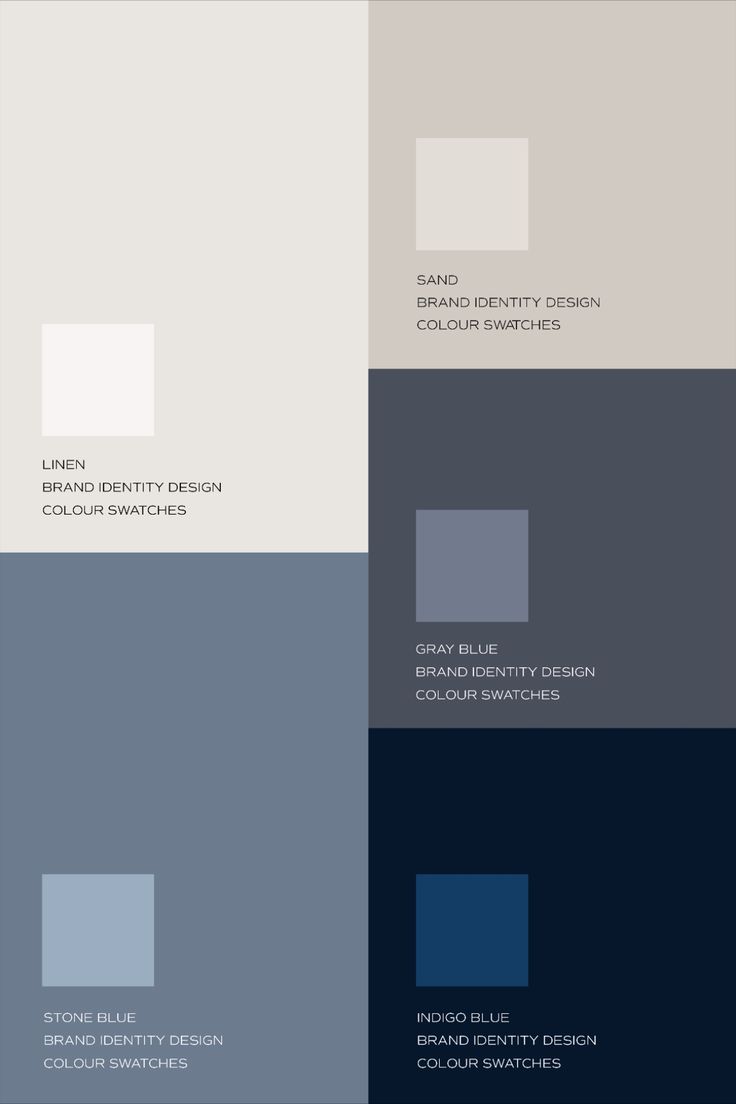 LINEN
BRAND IDENTITY DESIGN
COLOUR SWATCHES
STONE BLUE
BRAND IDENTITY DESIGN
COLOUR SWATCHES
SAND
BRAND IDENTITY DESIGN
COLOUR SWATCHES
GRAY BLUE
BRAND IDENTITY DESIGN
COLOUR SWATCHES
INDIGO BLUE
BRAND IDENTITY DESIGN
COLOUR SWATCHES